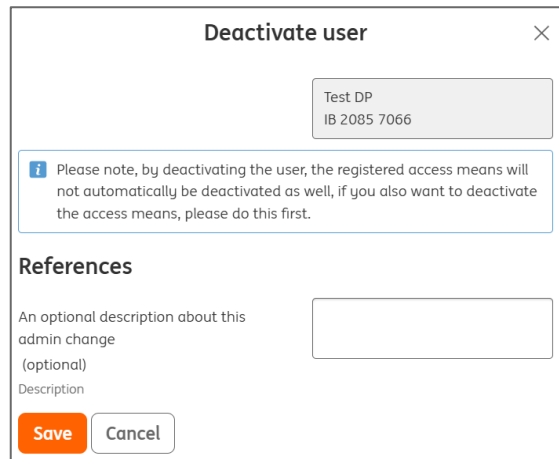 Deactivate user
Test DP
IB 2085 7066
Please note, by deactivating the user, the registered access means will
not automatically be deactivated as well, if you also want to deactivate
the access means, please do this first.
References
An optional description about this
admin change
(optional)
Description
Save Cancel